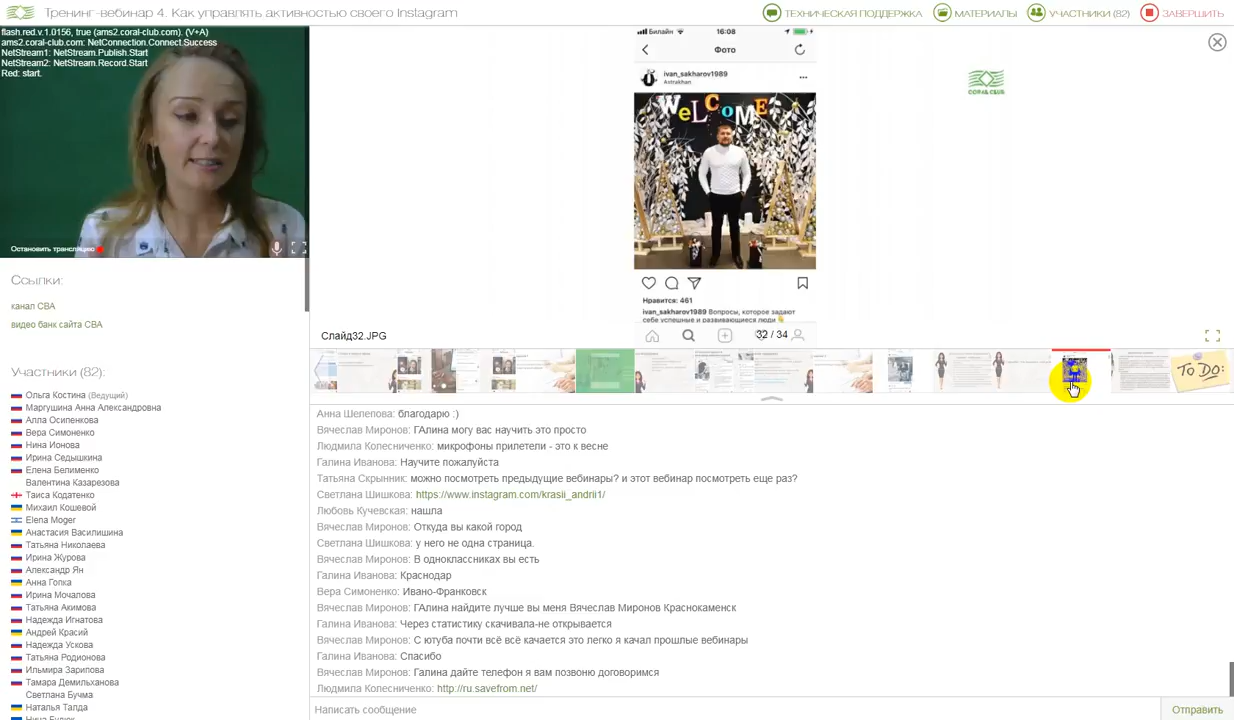 Тренинг-вебинар 4. Как управлять активностью своего Instagram
ТЕХНИЧЕСКАЯ ПОДДЕРЖКА
МАТЕРИАЛЫ
УЧАСТНИКИ (82)
ЗАВЕРШИТЬ
flash.red.v.1.0156, true (ams2.coral-club.com). (V+A)
ams2.coral-club.com: NetConnection.Connect.Success
NetStream1: NetStream.Publish.Start
NetStream2: NetStream.Record.Start
Red: start.
Остановить трансляцию
Билайн
16:08
Фото
ivan_sakharov1989
Astrakhan
WELCOME
CORAL CLUB
Нравится: 461
ivan_sakharov1989 Вопросы, которое задают
себе успешные и развивающиеся люди
Слайд32.JPG
32 / 34
TO DO:
Ссылки:
канал СВА
видео банк сайта СВА
Участники (82):
Ольга Костина (Ведущий)
Маргушина Анна Александровна
Алла Осипенкова
Вера Симоненко
Нина Ионова
Ирина Седышкина
Елена Белименко
Валентина Казарезова
Таиса Кодатенко
Михаил Кошевой
Elena Moger
Анастасия Василишина
Татьяна Николаева
Ирина Журова
Александр Ян
Анна Гопка
Ирина Мочалова
Татьяна Акимова
Надежда Игнатова
Андрей Красий
Надежда Ускова
Татьяна Родионова
Ильмира Зарипова
Тамара Демильханова
Светлана Бучма
Наталья Талда
Анна Шелепова: благодарю :)
Вячеслав Миронов: ГАлина могу вас научить это просто
Людмила Колесниченко: микрофоны прилетели - это к весне
Галина Иванова: Научите пожалуйста
Татьяна Скрынник: можно посмотреть предыдущие вебинары? и этот вебинар посмотреть еще раз?
Светлана Шишкова: https://www.instagram.com/krasii_andrii1/
Любовь Кучевская: нашла
Вячеслав Миронов: Откуда вы какой город
Светлана Шишкова: у него не одна страница.
Вячеслав Миронов: В одноклассниках вы есть
Галина Иванова: Краснодар
Вера Симоненко: Ивано-Франковск
Вячеслав Миронов: ГАлина найдите лучше вы меня Вячеслав Миронов Краснокаменск
Галина Иванова: Через статистику скачивала-не открывается
Вячеслав Миронов: С ютуба почти всё всё качается это легко я качал прошлые вебинары
Галина Иванова: Спасибо
Вячеслав Миронов: Галина дайте телефон я вам позвоню договоримся
Людмила Колесниченко: http://ru.savefrom.net/
Написать сообщение
Отправить